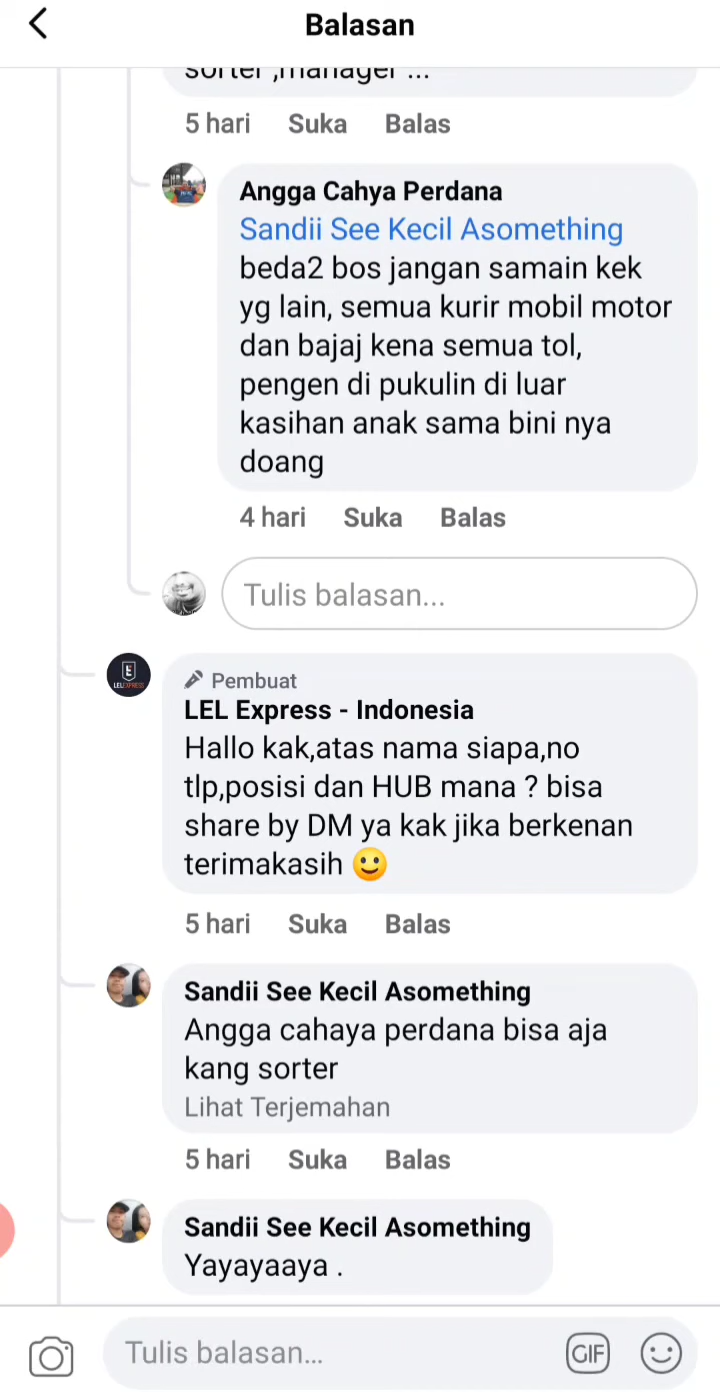 Balasan
sorter ,manager ...
5 hari Suka Balas
Angga Cahya Perdana
Sandii See Kecil Asomething
beda2 bos jangan samain kek
yg lain, semua kurir mobil motor
dan bajaj kena semua tol,
pengen di pukulin di luar
kasihan anak sama bini nya
doang
4 hari Suka Balas
Tulis balasan...
Pembuat
LEL Express - Indonesia
Hallo kak,atas nama siapa,no
tlp,posisi dan HUB mana ? bisa
share by DM ya kak jika berkenan
terimakasih 🙂
5 hari Suka Balas
Sandii See Kecil Asomething
Angga cahaya perdana bisa aja
kang sorter
Lihat Terjemahan
5 hari Suka Balas
Sandii See Kecil Asomething
Yayayaaya .
Tulis balasan...
GIF